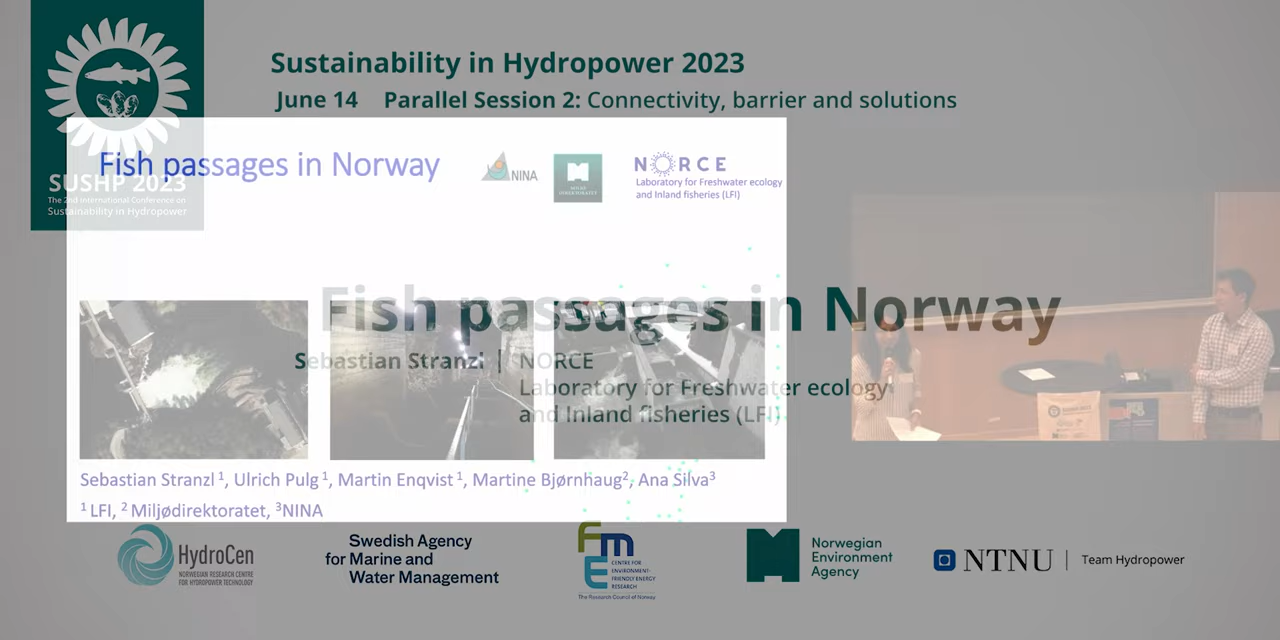 Sustainability in Hydropower 2023
June 14 Parallel Session 2: Connectivity, barrier and solutions
SUSHP 2023
The 2nd International Conference on
Sustainability in Hydropower
Fish passages in Norway
NINA
MILJØ
DIREKTORATET
NORCE
Laboratory for Freshwater ecology
and Inland fisheries (LFI)
Fish passages in Norway
Sebastian Stranzl | NORCE
Laboratory for Freshwater ecology
and Inland fisheries (LFI)
Sebastian Stranzl 1, Ulrich Pulg 1, Martin Enqvist 1, Martine Bjørnhaug2, Ana Silva3
1 LFI, 2 Miljødirektoratet, 3NINA
HydroCen
NORWEGIAN RESEARCH CENTRE
FOR HYDROPOWER TECHNOLOGY
Swedish Agency
for Marine and
Water Management
FME
CENTRE FOR
ENVIRONMENT-
FRIENDLY ENERGY
RESEARCH
The Research Council of Norway
Norwegian
Environment
Agency
NTNU | Team Hydropower